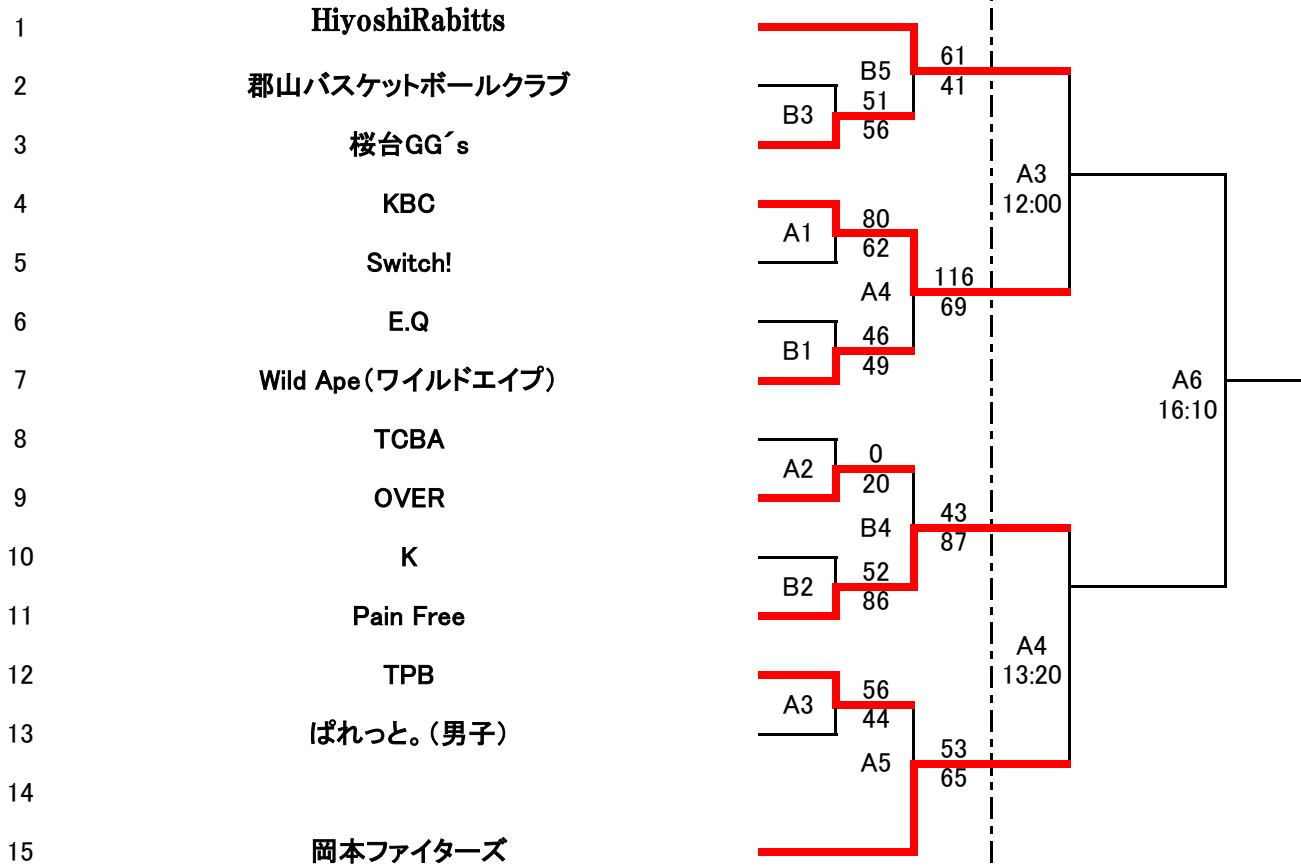 1 HiyoshiRabitts
61
B5
41
2 郡山バスケットボールクラブ
51
B3
56
3 桜台GG´s
A3
12:00
4 KBC
80
A1
62
5 Switch!
116
A4
69
6 E.Q
46
B1
49
7 Wild Ape(ワイルドエイプ)
A6
16:10
8 TCBA
0
A2
20
9 OVER
43
B4
87
10 K
52
B2
86
11 Pain Free
A4
13:20
12 TPB
56
A3
44
13 ぱれっと。(男子)
53
A5
65
14
15 岡本ファイターズ